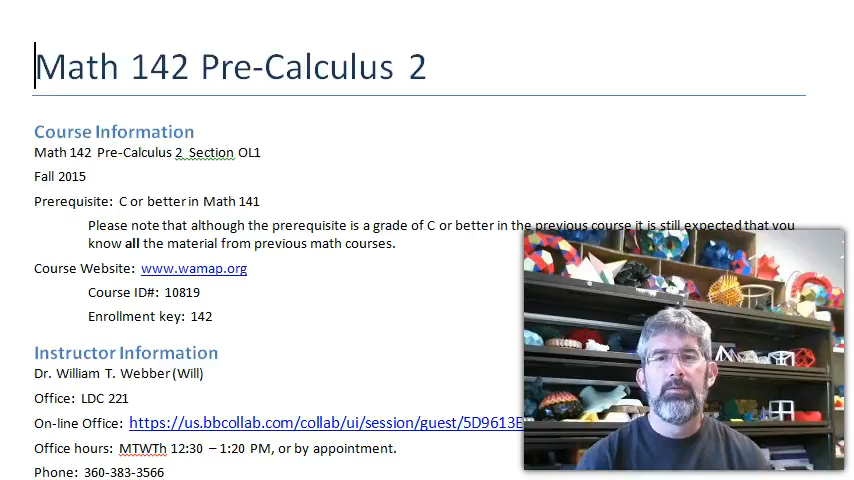 Math 142 Pre-Calculus 2
Course Information
Math 142 Pre-Calculus 2 Section OL1
Fall 2015
Prerequisite: C or better in Math 141
Please note that although the prerequisite is a grade of C or better in the previous course it is still expected that you
know all the material from previous math courses.
Course Website: www.wamap.org
Course ID#: 10819
Enrollment key: 142
Instructor Information
Dr. William T. Webber (Will)
Office: LDC 221
On-line Office: https://us.bbcollab.com/collab/ui/session/guest/5D9613E
Office hours: MTWTh 12:30 – 1:20 PM, or by appointment.
Phone: 360-383-3566